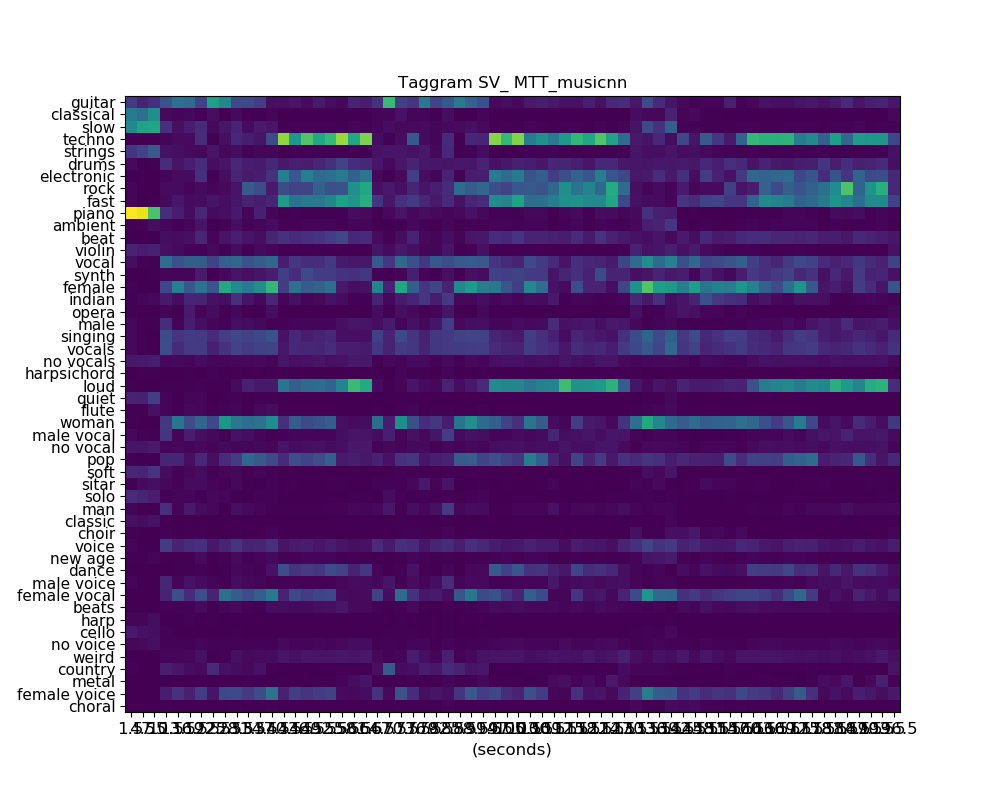 Taggram SV_ MTT_musicnn
guitar
classical
slow
techno
strings
drums
electronic
rock
fast
piano
ambient
beat
violin
vocal
synth
female
indian
opera
male
singing
vocals
no vocals
harpsichord
loud
quiet
flute
woman
male vocal
no vocal
pop
soft
sitar
solo
man
classic
choir
voice
new age
dance
male voice
female vocal
beats
harp
cello
no voice
weird
country
metal
female voice
choral
(seconds)